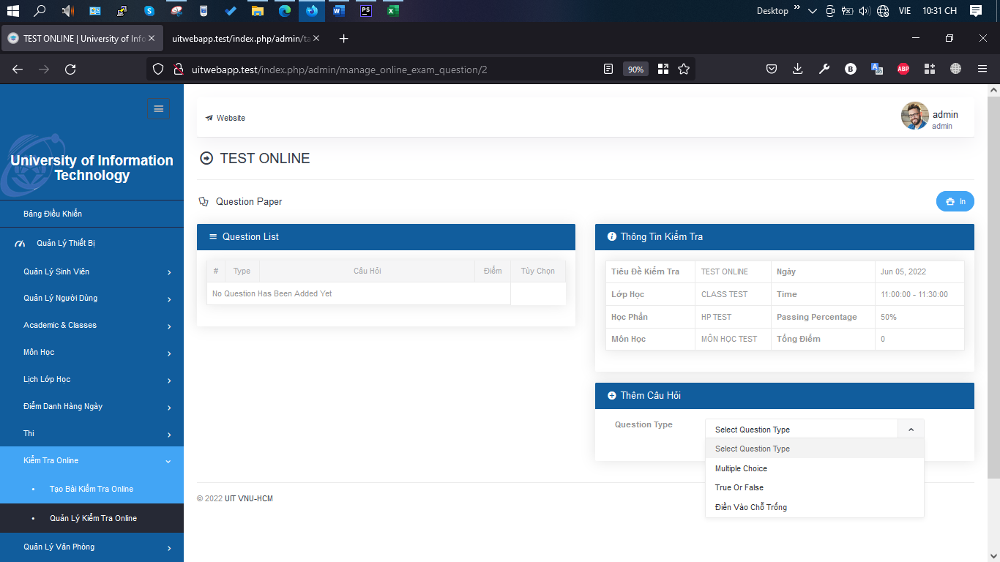 Desktop
VIE
10:31 CH
TEST ONLINE | University of Info
uitwebapp.test/index.php/admin/ta
uitwebapp.test/index.php/admin/manage_online_exam_question/2
90%
B
ABP
University of Information
Technology
Bảng Điều Khiển
Quản Lý Thiết Bị
Quản Lý Sinh Viên
Quản Lý Người Dùng
Academic & Classes
Môn Học
Lịch Lớp Học
Điểm Danh Hàng Ngày
Thi
Kiểm Tra Online
Tạo Bài Kiểm Tra Online
Quản Lý Kiểm Tra Online
Quản Lý Văn Phòng
Website
admin
admin
TEST ONLINE
Question Paper
In
Question List
# Type Câu Hỏi Điểm Tùy Chọn
No Question Has Been Added Yet
Thông Tin Kiểm Tra
Tiêu Đề Kiểm Tra TEST ONLINE Ngày Jun 05, 2022
Lớp Học CLASS TEST Time 11:00:00 - 11:30:00
Học Phần HP TEST Passing Percentage 50%
Môn Học MÔN HỌC TEST Tổng Điểm 0
Thêm Câu Hỏi
Question Type
Select Question Type
Select Question Type
Multiple Choice
True Or False
Điền Vào Chỗ Trống
© 2022 UIT VNU-HCM